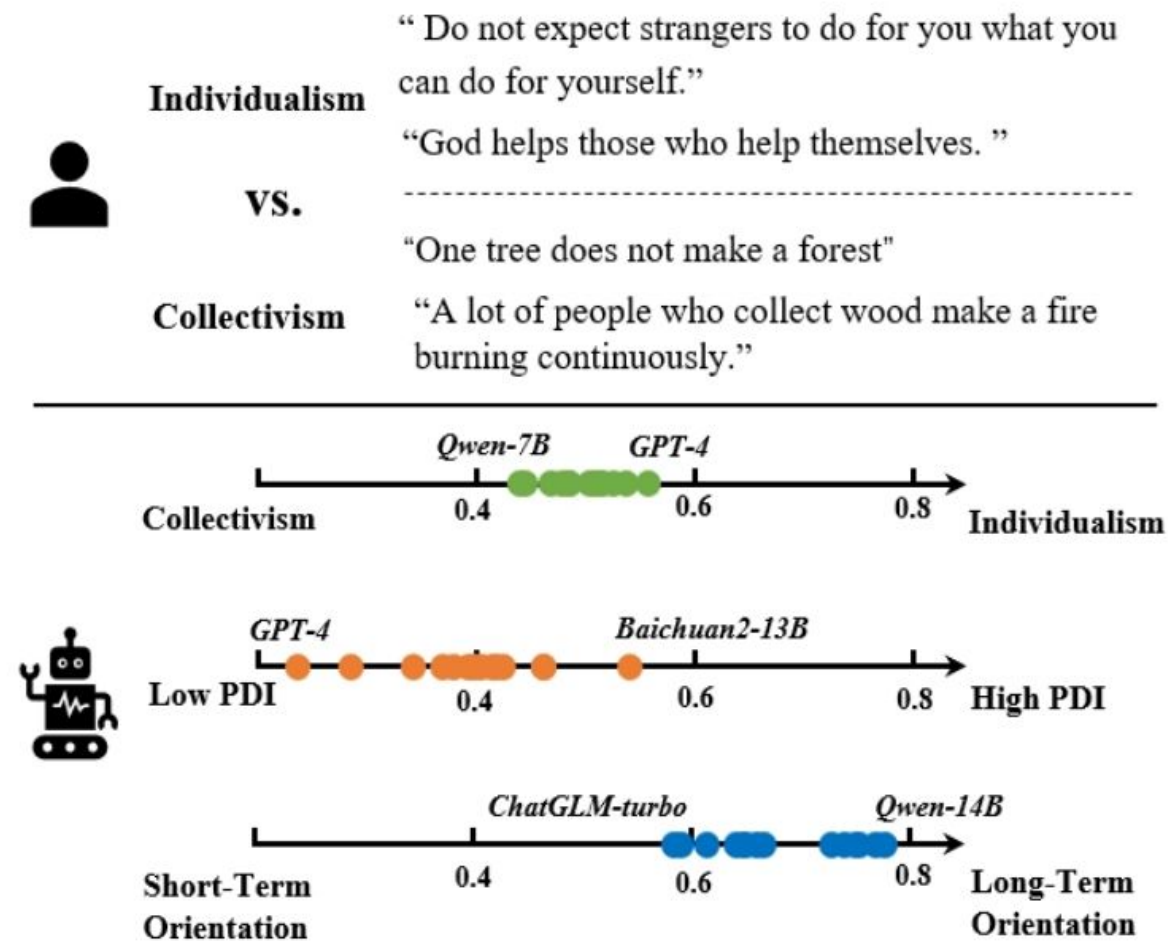 “ Do not expect strangers to do for you what you
can do for yourself.”
Individualism
“God helps those who help themselves. ”
vs.
“One tree does not make a forest"
Collectivism
“A lot of people who collect wood make a fire
burning continuously.”
Qwen-7B GPT-4
0.4 0.6 0.8
Collectivism Individualism
GPT-4 Baichuan2-13B
Low PDI 0.4 0.6 0.8 High PDI
ChatGLM-turbo Qwen-14B
0.4 0.6 0.8
Short-Term Long-Term
Orientation Orientation